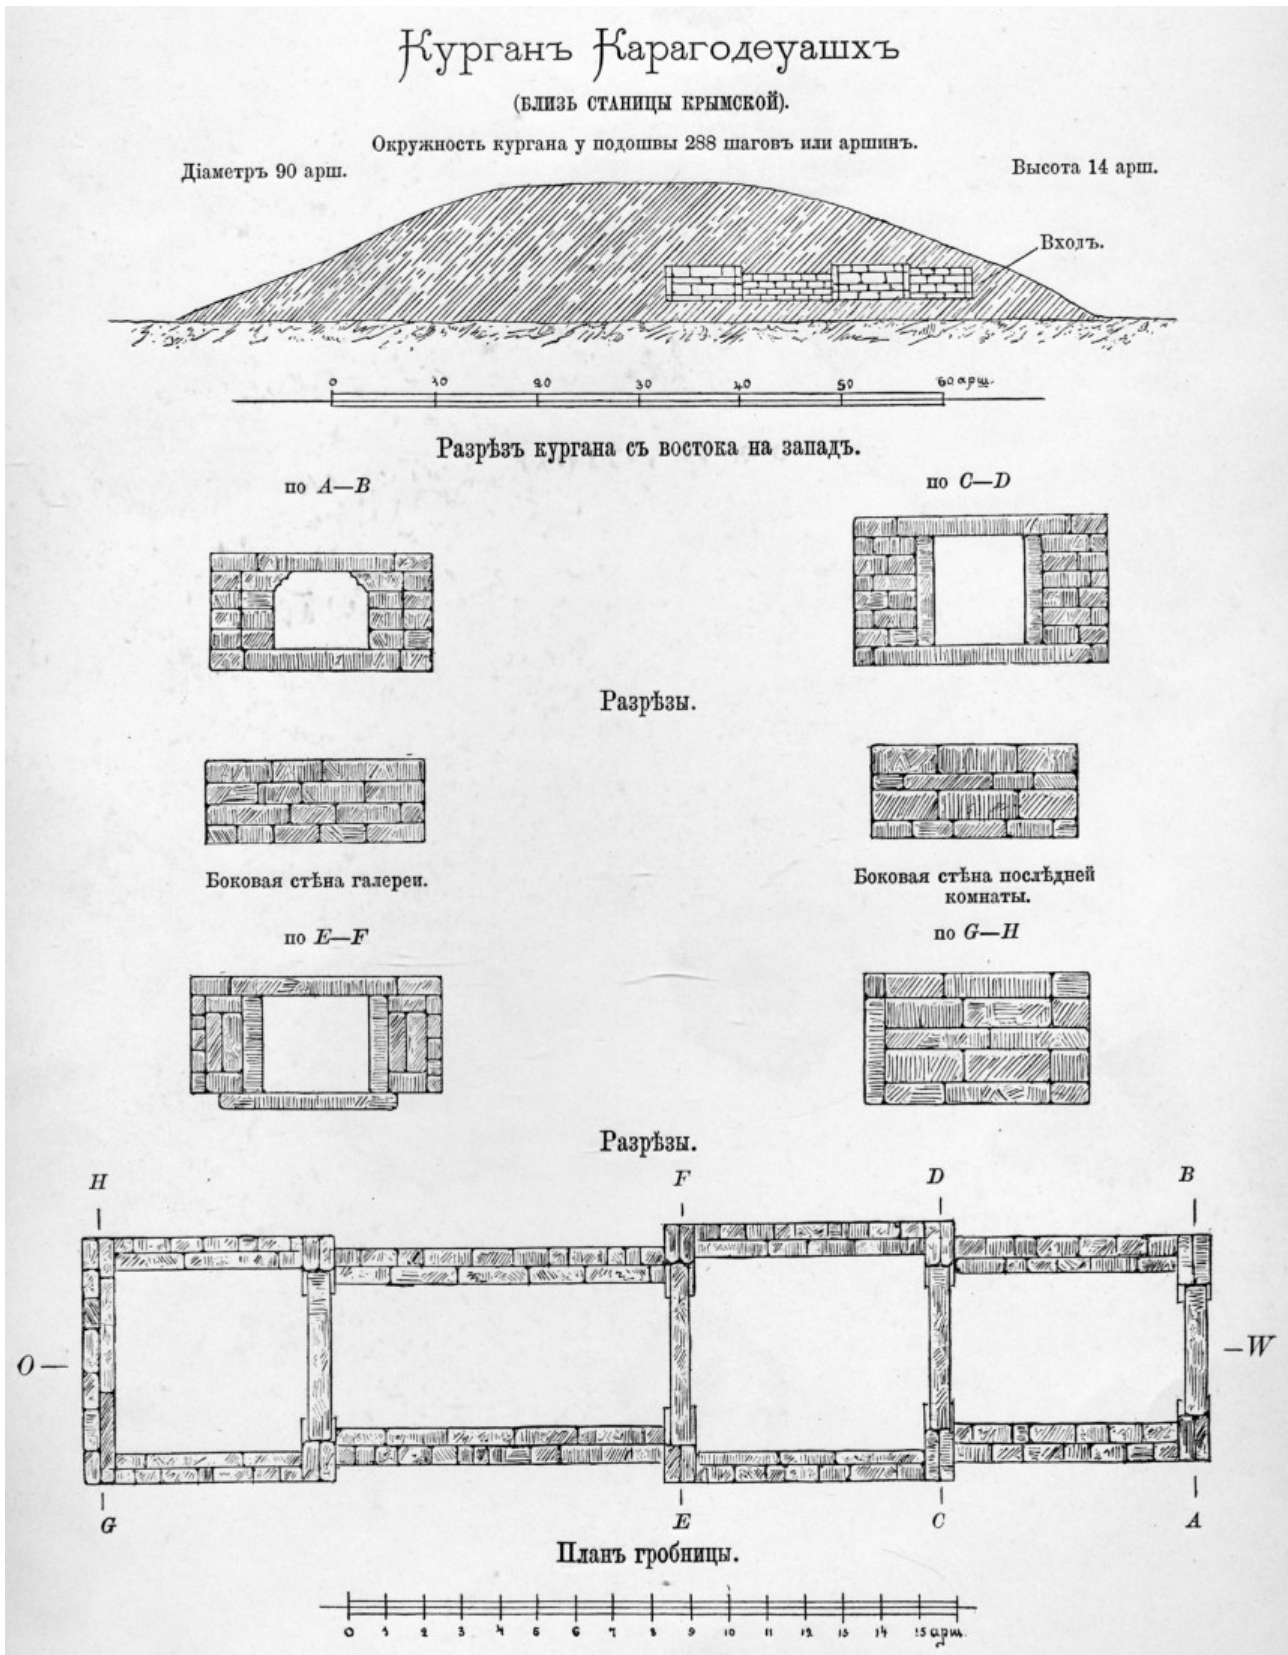 Курганъ Карагодеуашхъ
(БЛИЗЬ СТАНИЦЫ КРЫМСКОЙ).
Окружность кургана у подошвы 288 шаговъ или аршинъ.
Діаметръ 90 арш.
Высота 14 арш.
Входъ.
0 10 20 30 40 50 60 арш.
Разрѣзъ кургана съ востока на западъ.
по A—B
по C—D
Разрѣзы.
Боковая стѣна галереи.
Боковая стѣна послѣдней
комнаты.
по E—F
по G—H
Разрѣзы.
H F D B
O —
— W
G E C A
Планъ гробницы.
0 1 2 3 4 5 6 7 8 9 10 11 12 13 14 15 арш.